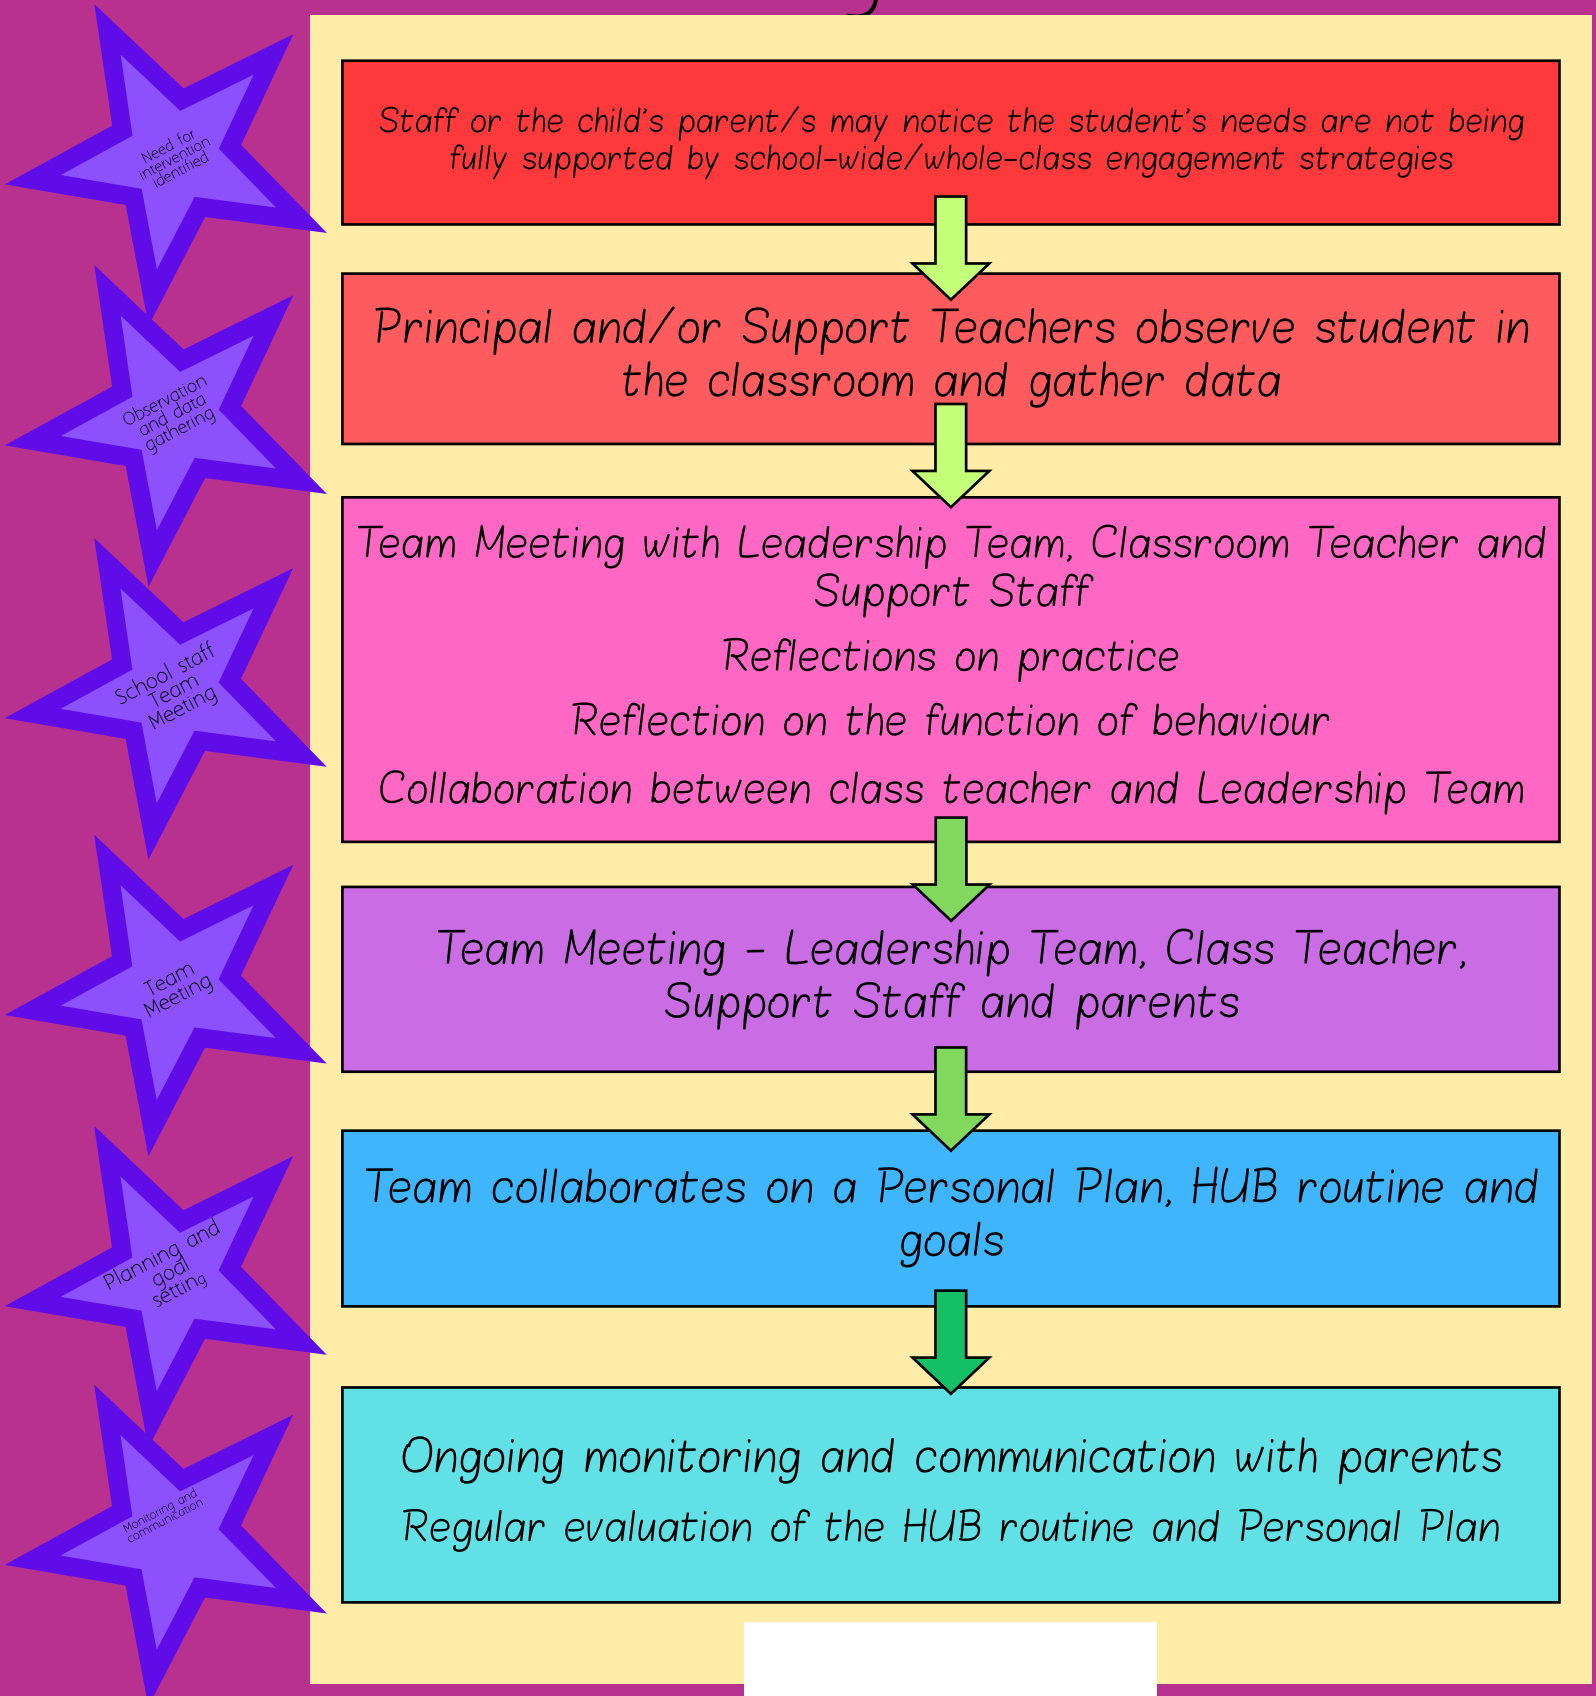 Need for
intervention
identified
Staff or the child's parent/s may notice the student's needs are not being
fully supported by school-wide/whole-class engagement strategies
Observation
and data
gathering
Principal and/or Support Teachers observe student in
the classroom and gather data
School staff
Team
Meeting
Team Meeting with Leadership Team, Classroom Teacher and
Support Staff
Reflections on practice
Reflection on the function of behaviour
Collaboration between class teacher and Leadership Team
Team
Meeting
Team Meeting - Leadership Team, Class Teacher,
Support Staff and parents
Planning and
goal
setting
Team collaborates on a Personal Plan, HUB routine and
goals
Monitoring and
communication
Ongoing monitoring and communication with parents
Regular evaluation of the HUB routine and Personal Plan